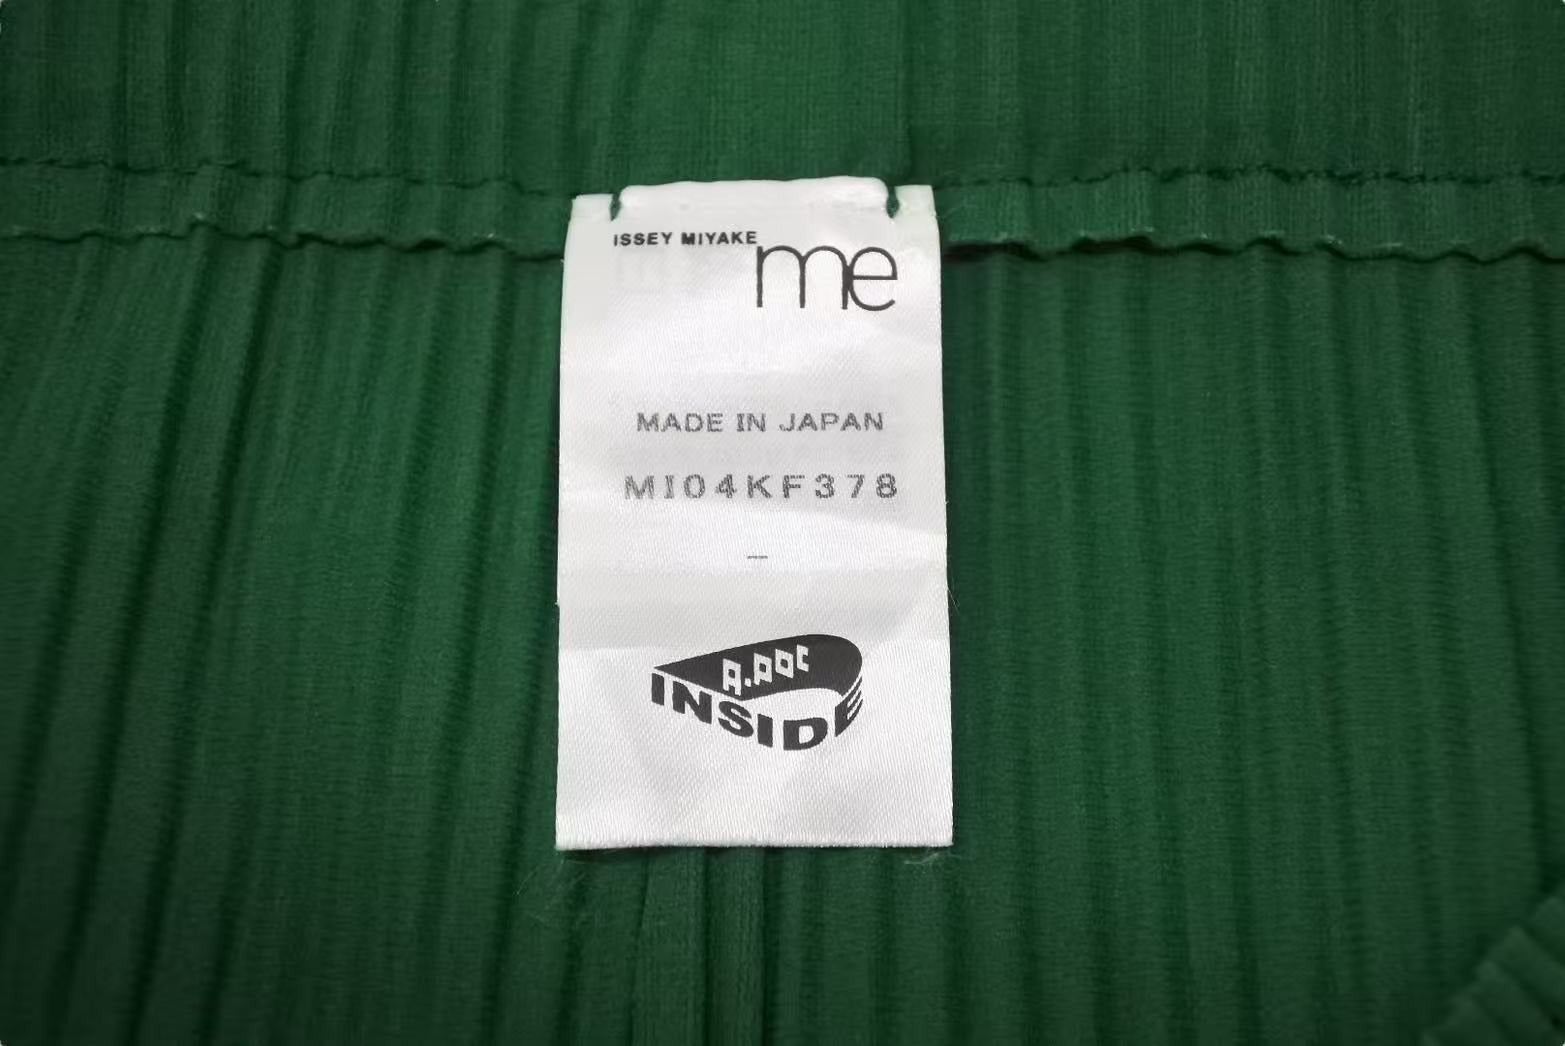 ISSEY MIYAKE
me
MADE IN JAPAN
MI04KF378
–
A.POC
INSIDE